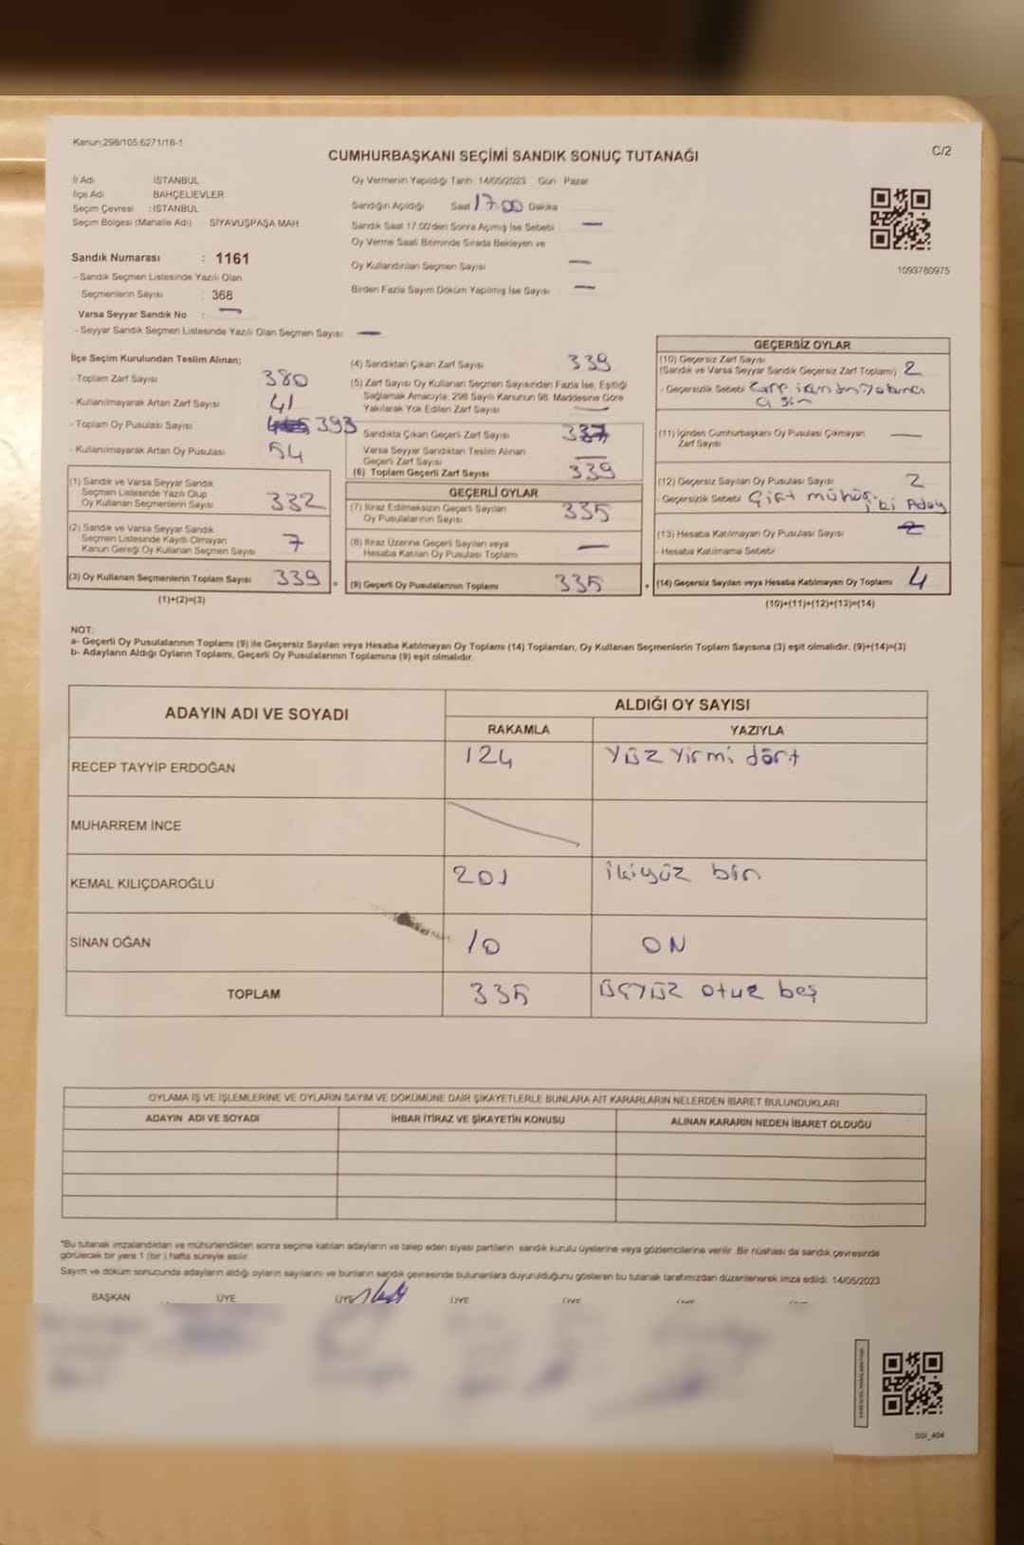 Kanun:298/105.6271/18-1
CUMHURBAŞKANI SEÇİMİ SANDIK SONUÇ TUTANAĞI
C/2
İl Adı İSTANBUL
İlçe Adı BAHÇELİEVLER
Seçim Çevresi : İSTANBUL
Seçim Bölgesi (Mahalle Adı) SİYAVUŞPAŞA MAH
Sandık Numarası : 1161
- Sandık Seçmen Listesinde Yazılı Olan
Seçmenlerin Sayısı : 368
Varsa Seyyar Sandık No : —
- Seyyar Sandık Seçmen Listesinde Yazılı Olan Seçmen Sayısı —
Oy Vermenin Yapıldığı Tarih 14/05/2023 Gün Pazar
Sandığın Açıldığı Saat 17.00 Dakika
Sandık Saat 17:00'den Sonra Açılmış İse Sebebi —
Oy Verme Saati Bitiminde Sırada Bekleyen ve
Oy Kullandırılan Seçmen Sayısı —
Birden Fazla Sayım Döküm Yapılmış İse Sayısı —
1093780975
İlçe Seçim Kurulundan Teslim Alınan;
- Toplam Zarf Sayısı 380
- Kullanılmayarak Artan Zarf Sayısı 41
- Toplam Oy Pusulası Sayısı 393
- Kullanılmayarak Artan Oy Pusulası 54
(1) Sandık ve Varsa Seyyar Sandık
Seçmen Listesinde Yazılı Olup
Oy Kullanan Seçmenlerin Sayısı 332
(2) Sandık ve Varsa Seyyar Sandık
Seçmen Listesinde Kayıtlı Olmayan
Kanun Gereği Oy Kullanan Seçmen Sayısı 7
(3) Oy Kullanan Seçmenlerin Toplam Sayısı 339 =
(1)+(2)=(3)
(4) Sandıktan Çıkan Zarf Sayısı 339
(5) Zarf Sayısı Oy Kullanan Seçmen Sayısından Fazla İse, Eşitliği
Sağlamak Amacıyla, 298 Sayılı Kanunun 98. Maddesine Göre
Yakılarak Yok Edilen Zarf Sayısı —
Sandıkta Çıkan Geçerli Zarf Sayısı 337
Varsa Seyyar Sandıktan Teslim Alınan
Geçerli Zarf Sayısı —
(6) Toplam Geçerli Zarf Sayısı 339
GEÇERLİ OYLAR
(7) İtiraz Edilmeksizin Geçerli Sayılan
Oy Pusulalarının Sayısı 335
(8) İtiraz Üzerine Geçerli Sayılan veya
Hesaba Katılan Oy Pusulası Toplamı —
(9) Geçerli Oy Pusulalarının Toplamı 335 +
GEÇERSİZ OYLAR
(10) Geçersiz Zarf Sayısı
(Sandık ve Varsa Seyyar Sandık Geçersiz Zarf Toplamı) 2
- Geçersizlik Sebebi
(11) İçinden Cumhurbaşkanı Oy Pusulası Çıkmayan
Zarf Sayısı —
(12) Geçersiz Sayılan Oy Pusulası Sayısı 2
- Geçersizlik Sebebi Çift mühür, Aday
(13) Hesaba Katılmayan Oy Pusulası Sayısı 2
- Hesaba Katılmama Sebebi
(14) Geçersiz Sayılan veya Hesaba Katılmayan Oy Toplamı 4
(10)+(11)+(12)+(13)=(14)
NOT:
a- Geçerli Oy Pusulalarının Toplamı (9) ile Geçersiz Sayılan veya Hesaba Katılmayan Oy Toplamı (14) Toplamları, Oy Kullanan Seçmenlerin Toplam Sayısına (3) eşit olmalıdır. (9)+(14)=(3)
b- Adayların Aldığı Oyların Toplamı, Geçerli Oy Pusulalarının Toplamına (9) eşit olmalıdır.
ADAYIN ADI VE SOYADI ALDIĞI OY SAYISI
RAKAMLA YAZIYLA
RECEP TAYYİP ERDOĞAN 124 YÜZ Yirmi dört
MUHARREM İNCE
KEMAL KILIÇDAROĞLU 201 ikiyüz bin
SİNAN OĞAN 10 ON
TOPLAM 335 ÜÇYÜZ otuz beş
OYLAMA İŞ VE İŞLEMLERİNE VE OYLARIN SAYIM VE DÖKÜMÜNE DAİR ŞİKAYETLERLE BUNLARA AİT KARARLARIN NELERDEN İBARET BULUNDUKLARI
ADAYIN ADI VE SOYADI İHBAR İTİRAZ VE ŞİKAYETİN KONUSU ALINAN KARARIN NEDEN İBARET OLDUĞU
*Bu tutanak imzalandıktan ve mühürlendikten sonra seçime katılan adayların ve talep eden siyasi partilerin sandık kurulu üyelerine veya gözlemcilerine verilir. Bir nüshası da sandık çevresinde
görülecek bir yere 1 (bir) hafta süreyle asılır.
Sayım ve döküm sonucunda adayların aldığı oyların sayılarını ve bunların sandık çevresinde bulunanlara duyurulduğunu gösteren bu tutanak tarafımızdan düzenlenerek imza edildi. 14/05/2023
BAŞKAN ÜYE ÜYE ÜYE ÜYE